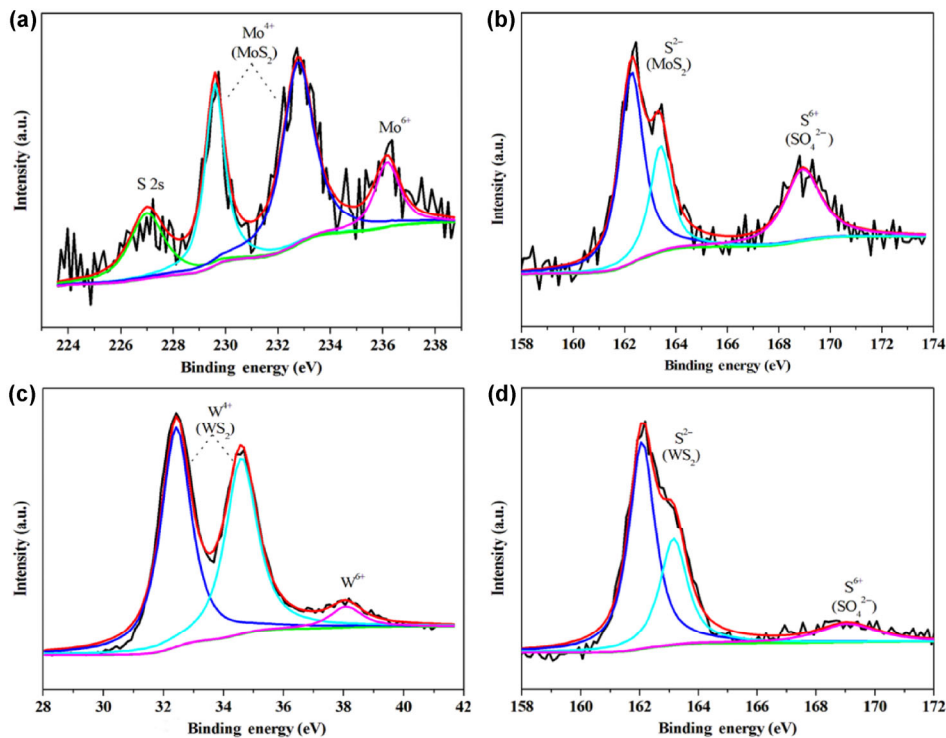 (a)
Mo⁴⁺
(MoS₂)
S 2s
Mo⁶⁺
Intensity (a.u.)
224 226 228 230 232 234 236 238
Binding energy (eV)
(b)
S²⁻
(MoS₂)
S⁶⁺
(SO₄²⁻)
Intensity (a.u.)
158 160 162 164 166 168 170 172 174
Binding energy (eV)
(c)
W⁴⁺
(WS₂)
W⁶⁺
Intensity (a.u.)
28 30 32 34 36 38 40 42
Binding energy (eV)
(d)
S²⁻
(WS₂)
S⁶⁺
(SO₄²⁻)
Intensity (a.u.)
158 160 162 164 166 168 170 172
Binding energy (eV)